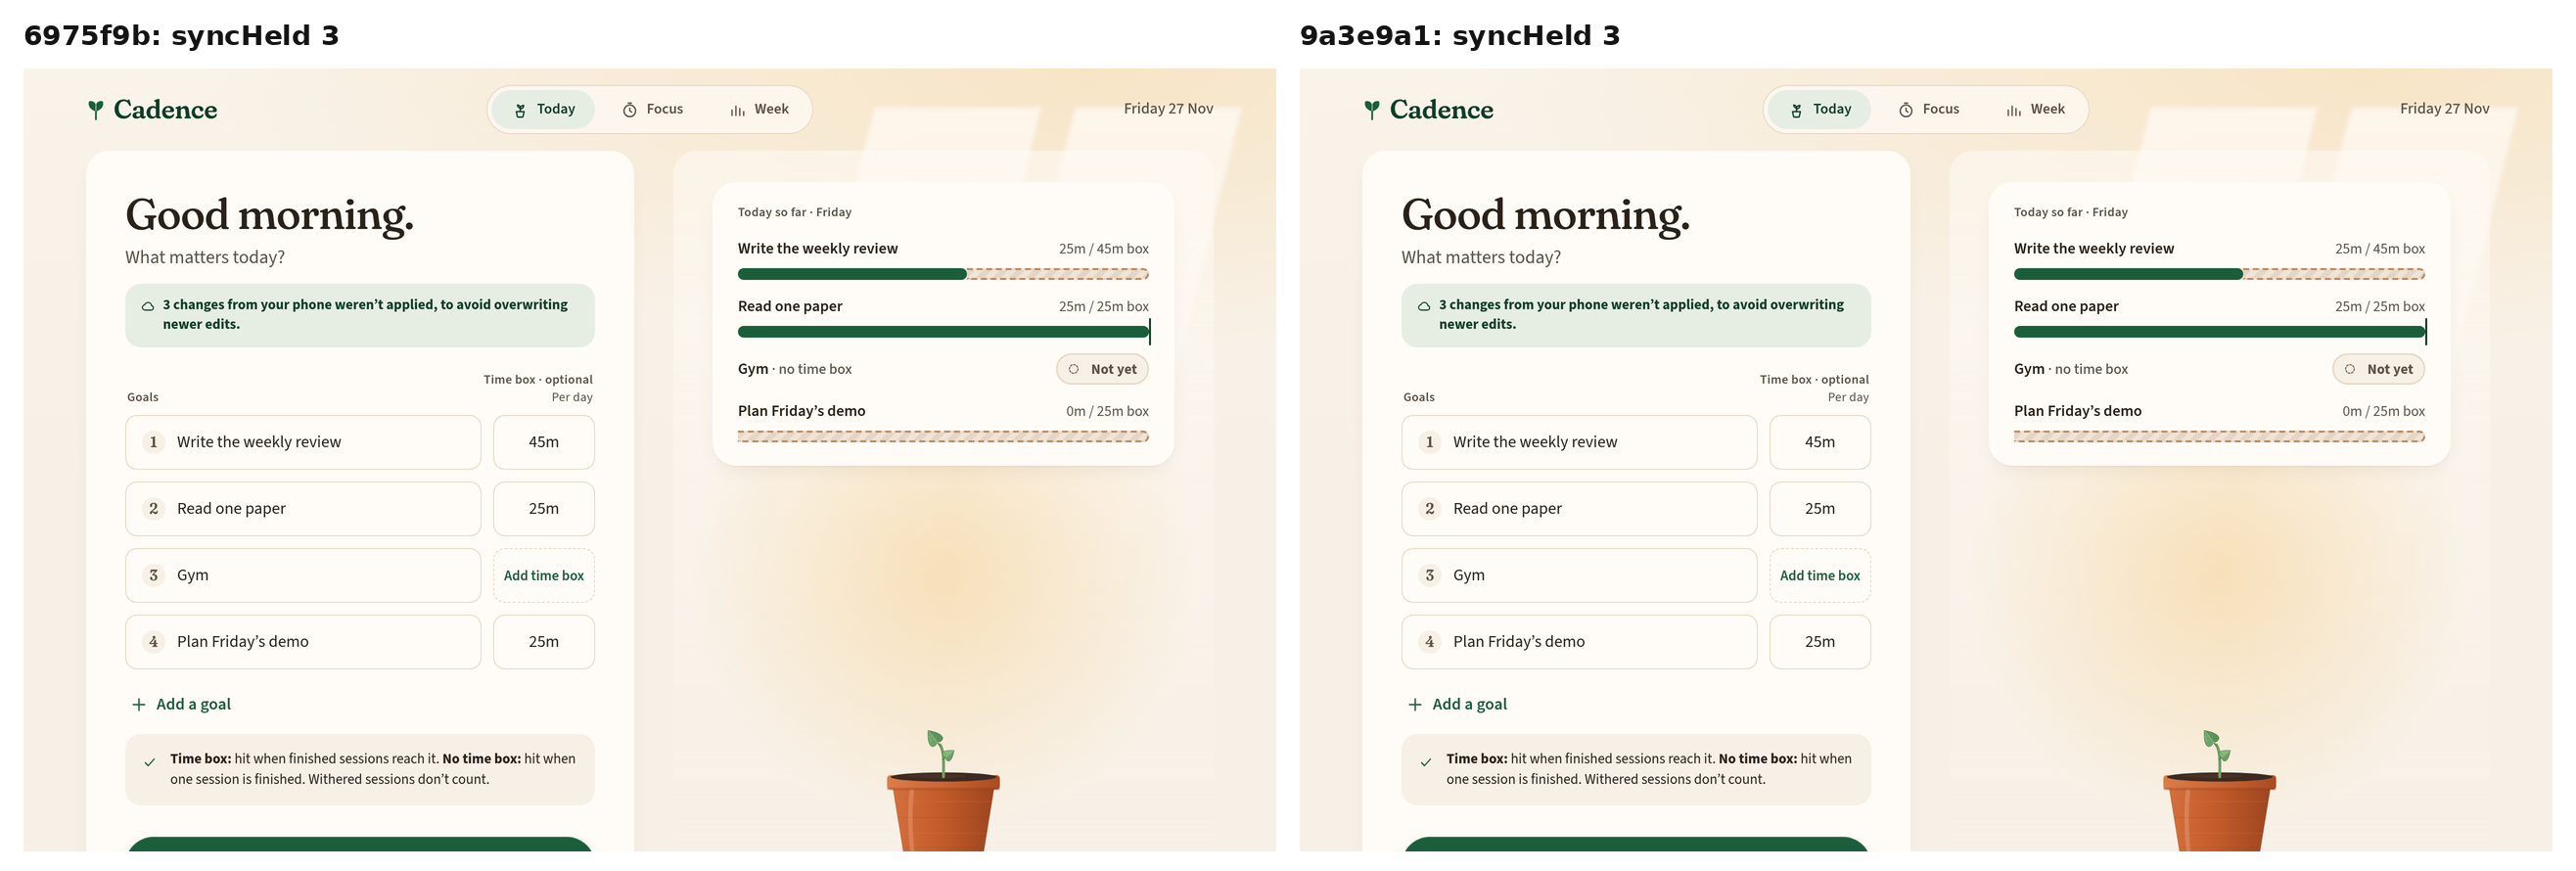 6975f9b: syncHeld 3
Cadence
Today
Focus
Week
Friday 27 Nov
Good morning.
What matters today?
3 changes from your phone weren’t applied, to avoid overwriting
newer edits.
Time box · optional
Goals
Per day
1 Write the weekly review 45m
2 Read one paper 25m
3 Gym Add time box
4 Plan Friday’s demo 25m
+ Add a goal
Time box: hit when finished sessions reach it. No time box: hit when
one session is finished. Withered sessions don’t count.
Today so far · Friday
Write the weekly review 25m / 45m box
Read one paper 25m / 25m box
Gym · no time box Not yet
Plan Friday’s demo 0m / 25m box
9a3e9a1: syncHeld 3
Cadence
Today
Focus
Week
Friday 27 Nov
Good morning.
What matters today?
3 changes from your phone weren’t applied, to avoid overwriting
newer edits.
Time box · optional
Goals
Per day
1 Write the weekly review 45m
2 Read one paper 25m
3 Gym Add time box
4 Plan Friday’s demo 25m
+ Add a goal
Time box: hit when finished sessions reach it. No time box: hit when
one session is finished. Withered sessions don’t count.
Today so far · Friday
Write the weekly review 25m / 45m box
Read one paper 25m / 25m box
Gym · no time box Not yet
Plan Friday’s demo 0m / 25m box